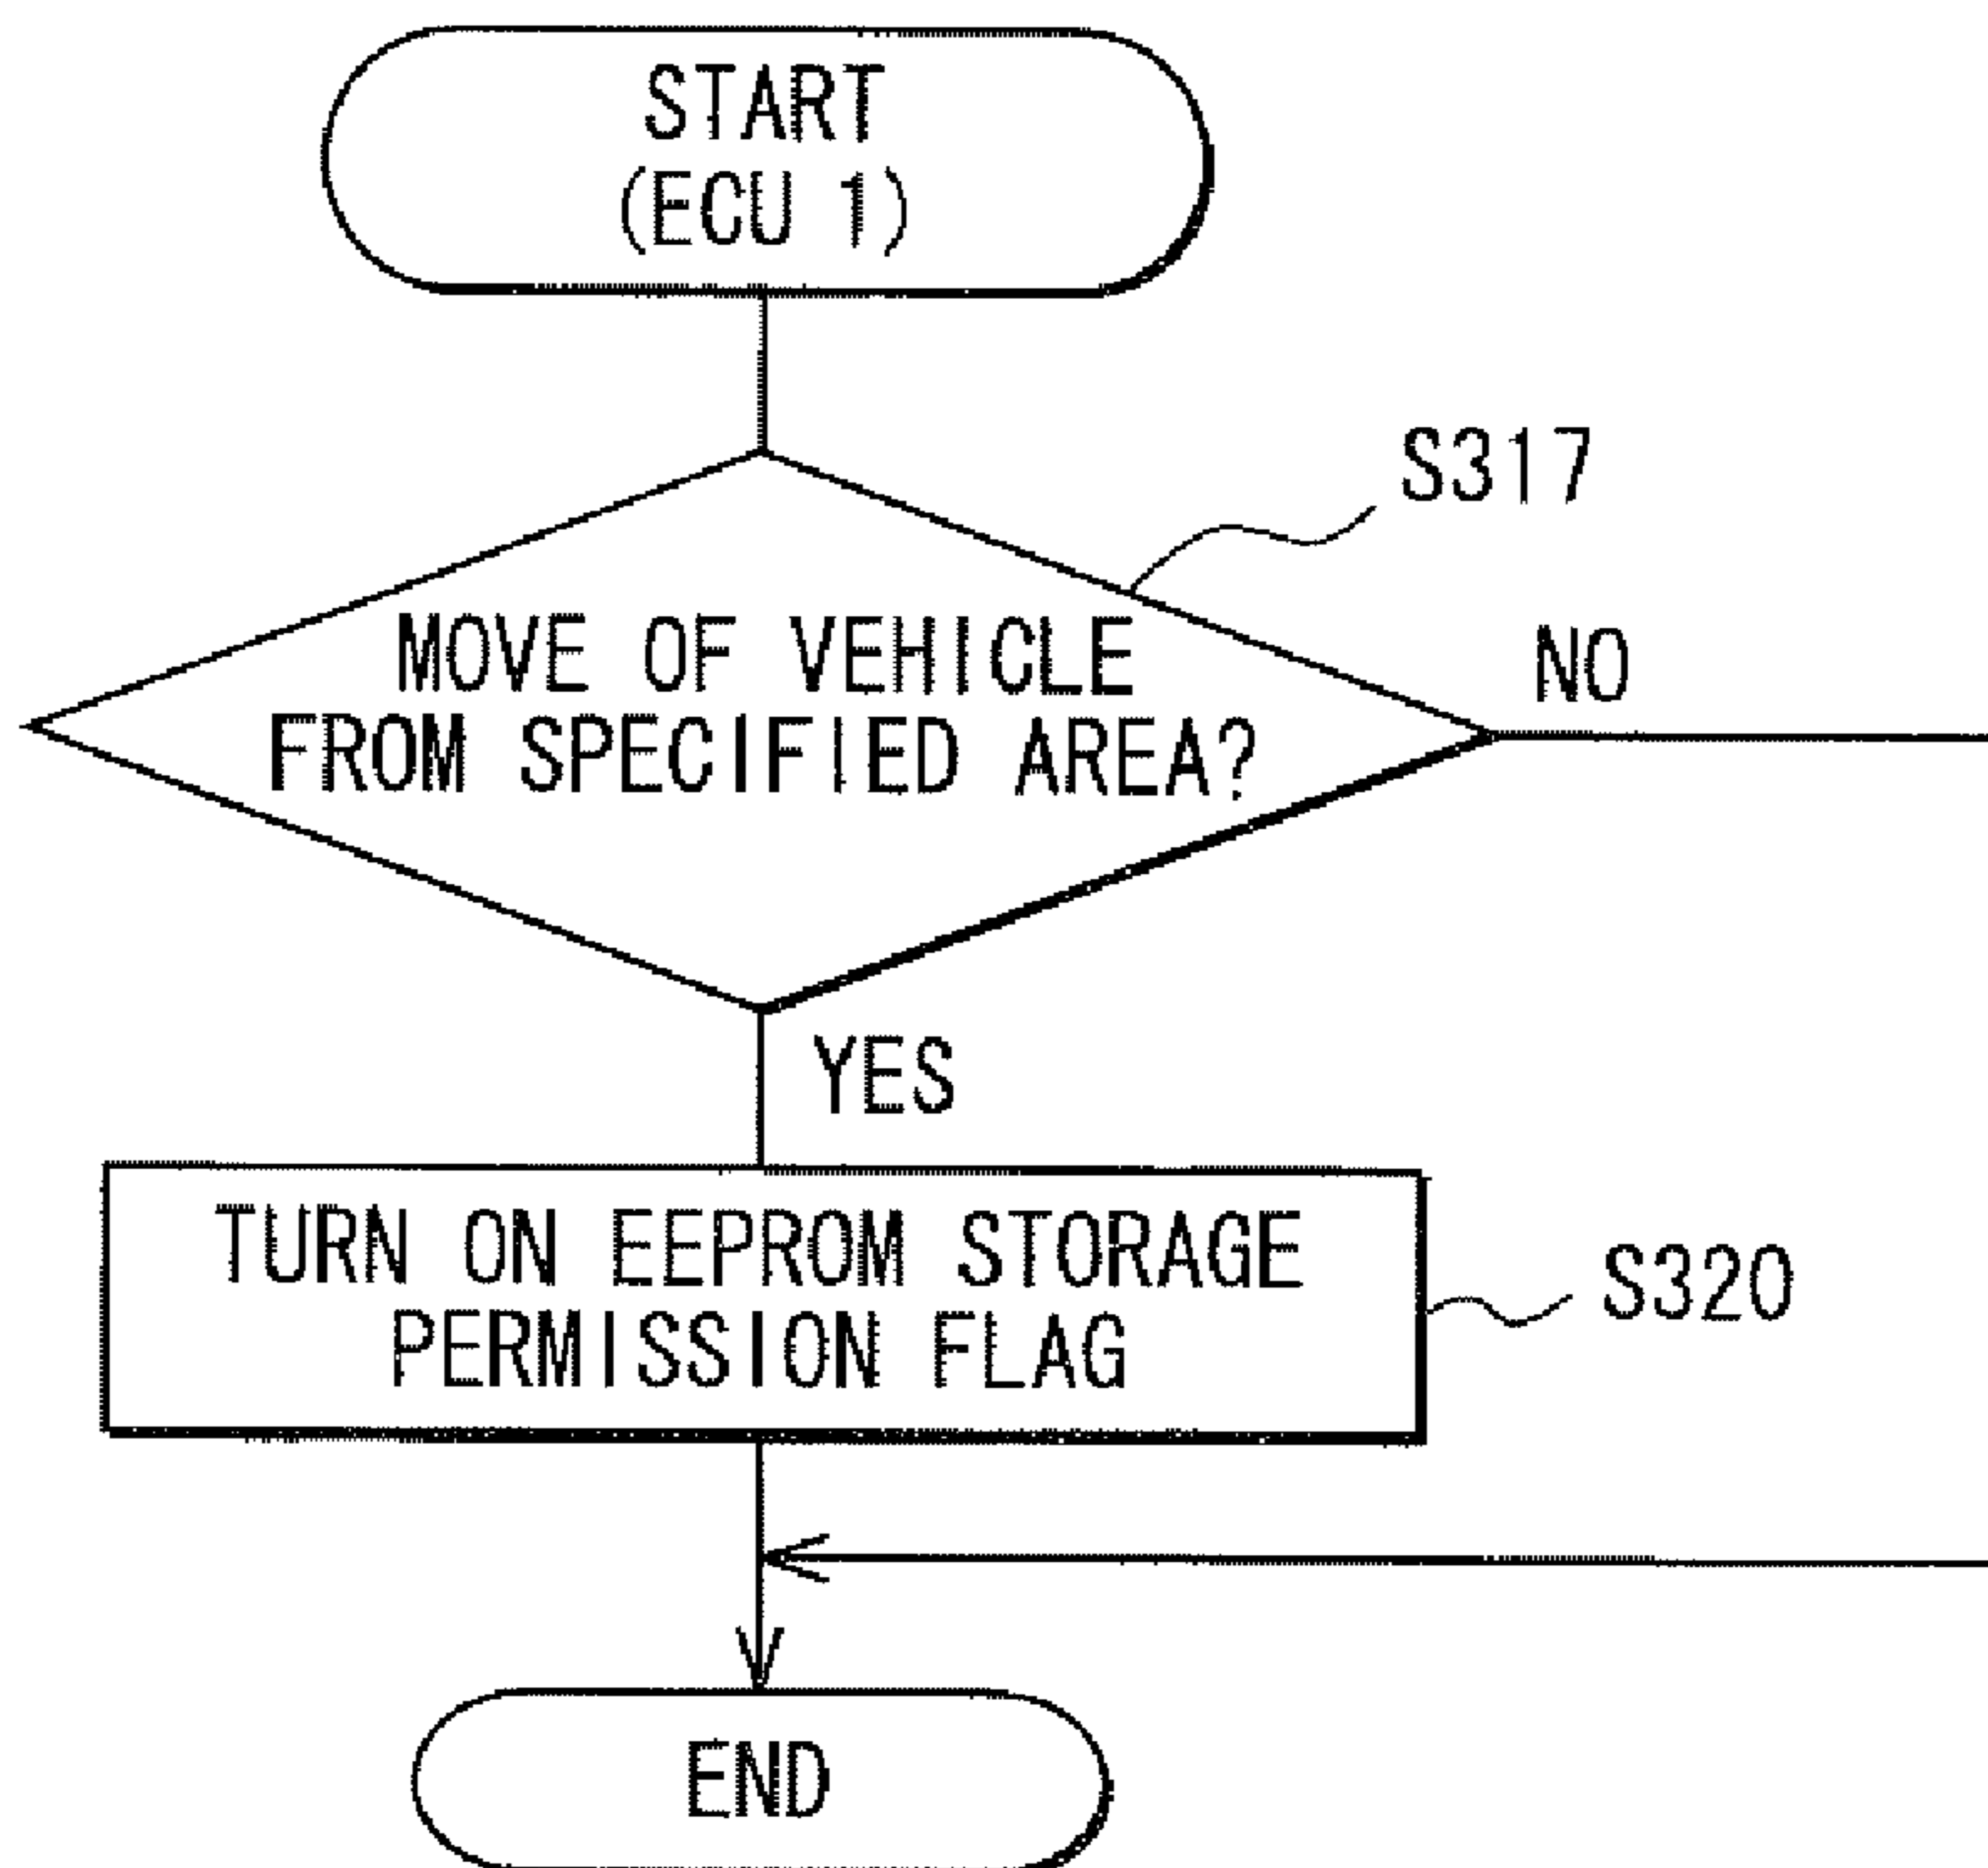 START
(ECU 1)
S317
MOVE OF VEHICLE
FROM SPECIFIED AREA?
NO
YES
TURN ON EEPROM STORAGE
PERMISSION FLAG
S320
END